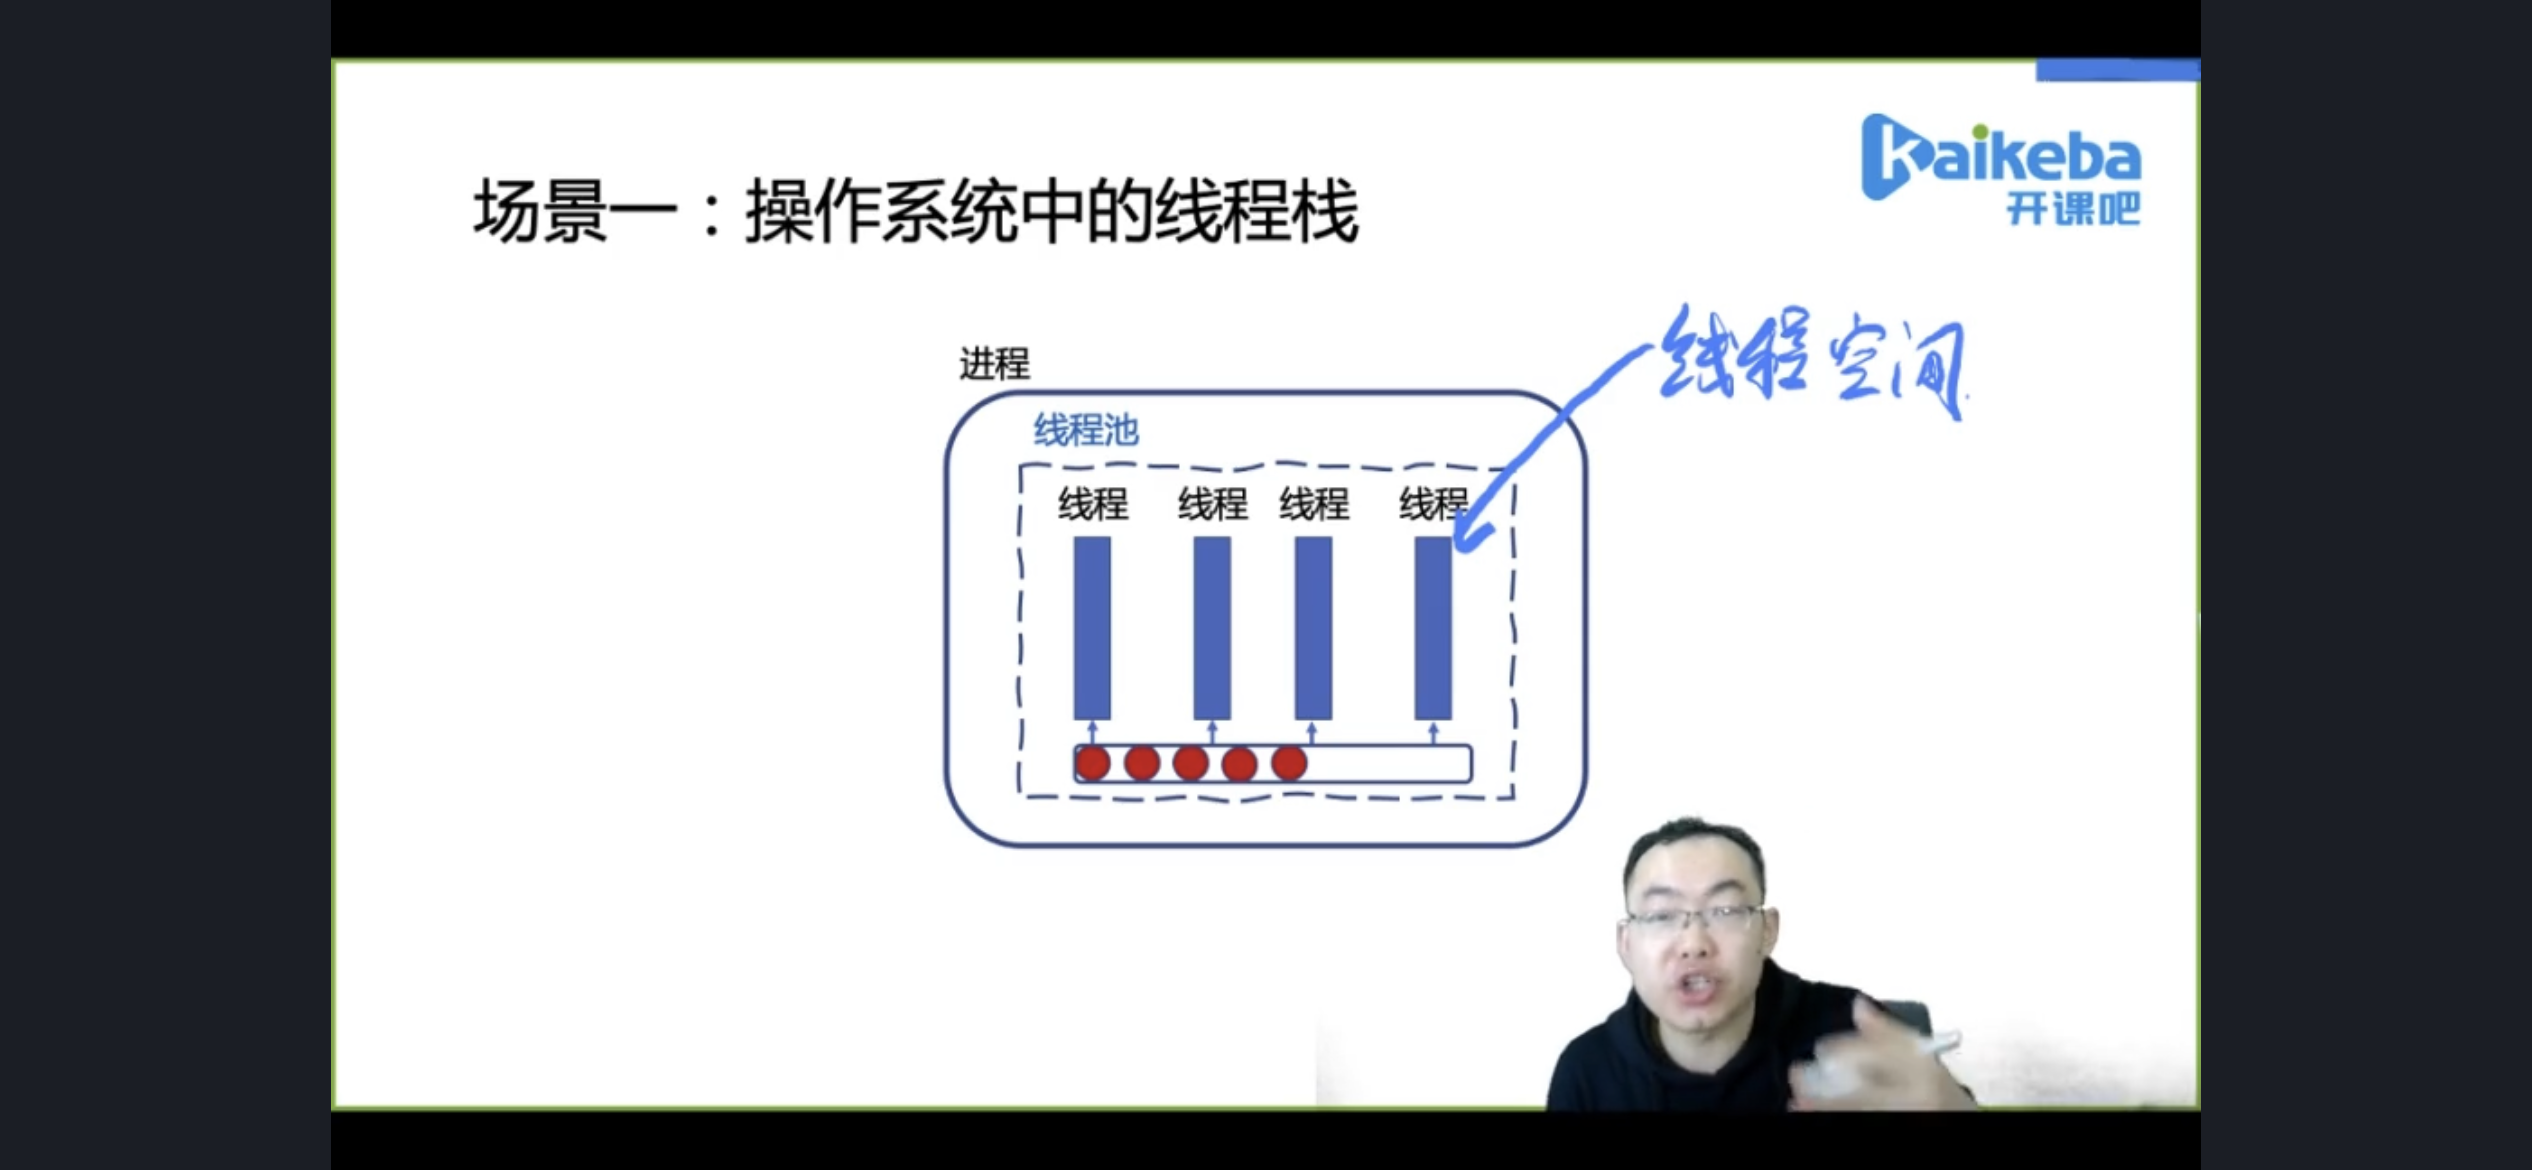 kaikeba
开课吧
场景一：操作系统中的线程栈
线程空间
进程
线程池
线程 线程 线程 线程